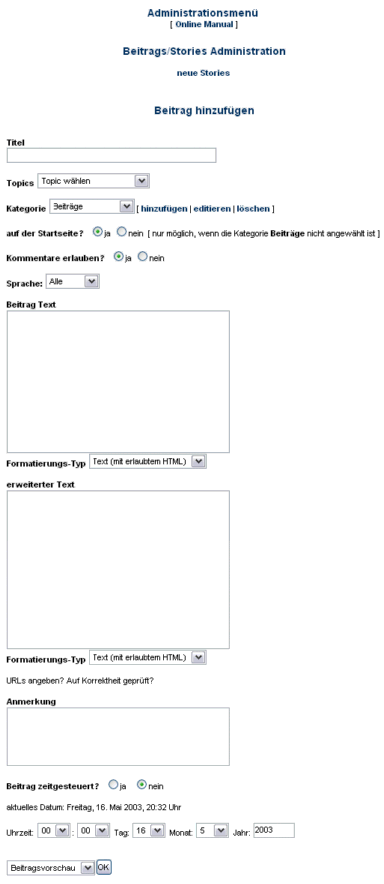 Administrationsmenü
[ Online Manual ]
Beitrags/Stories Administration
neue Stories
Beitrag hinzufügen
Titel
Topics Topic wählen
Kategorie Beiträge [ hinzufügen | editieren | löschen ]
auf der Startseite? ja nein [ nur möglich, wenn die Kategorie Beiträge nicht angewählt ist ]
Kommentare erlauben? ja nein
Sprache: Alle
Beitrag Text
Formatierungs-Typ Text (mit erlaubtem HTML)
erweiterter Text
Formatierungs-Typ Text (mit erlaubtem HTML)
URLs angeben? Auf Korrektheit geprüft?
Anmerkung
Beitrag zeitgesteuert? ja nein
aktuelles Datum: Freitag, 16. Mai 2003, 20:32 Uhr
Uhrzeit: 00 : 00 Tag: 16 Monat: 5 Jahr: 2003
Beitragsvorschau OK